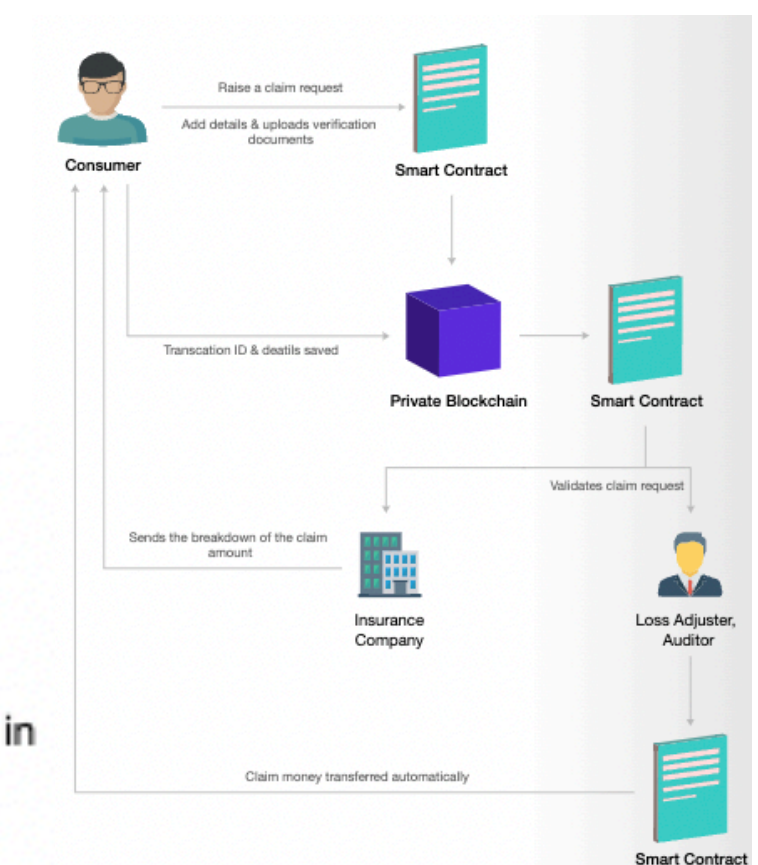 Raise a claim request
Add details & uploads verification
documents
Consumer
Smart Contract
Transcation ID & deatils saved
Private Blockchain
Smart Contract
Validates claim request
Sends the breakdown of the claim
amount
Insurance
Company
Loss Adjuster,
Auditor
in
Claim money transferred automatically
Smart Contract